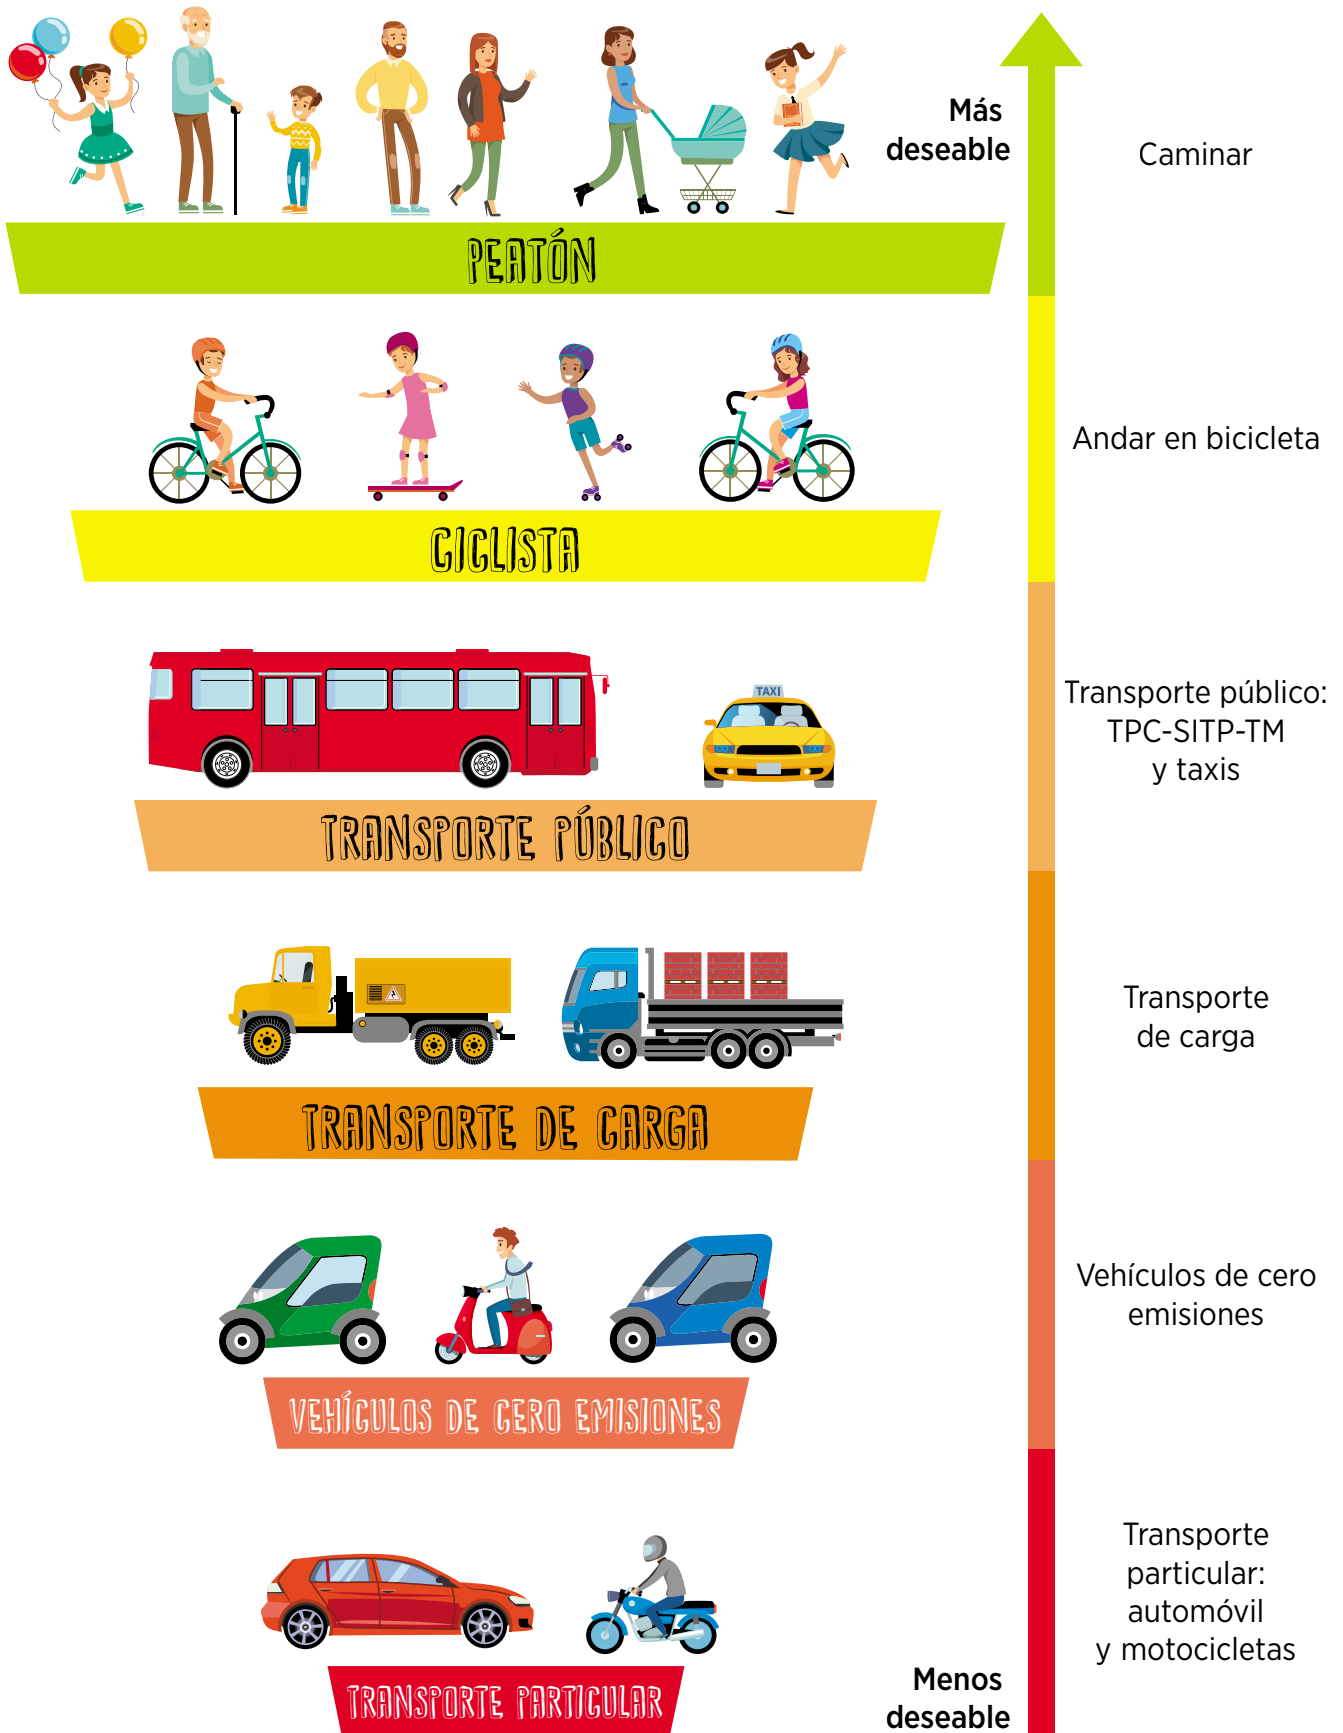 Más
deseable
Caminar
PEATÓN
Andar en bicicleta
CICLISTA
TAXI
Transporte público:
TPC-SITP-TM
y taxis
TRANSPORTE PÚBLICO
Transporte
de carga
TRANSPORTE DE CARGA
Vehículos de cero
emisiones
VEHÍCULOS DE CERO EMISIONES
Transporte
particular:
automóvil
y motocicletas
TRANSPORTE PARTICULAR
Menos
deseable